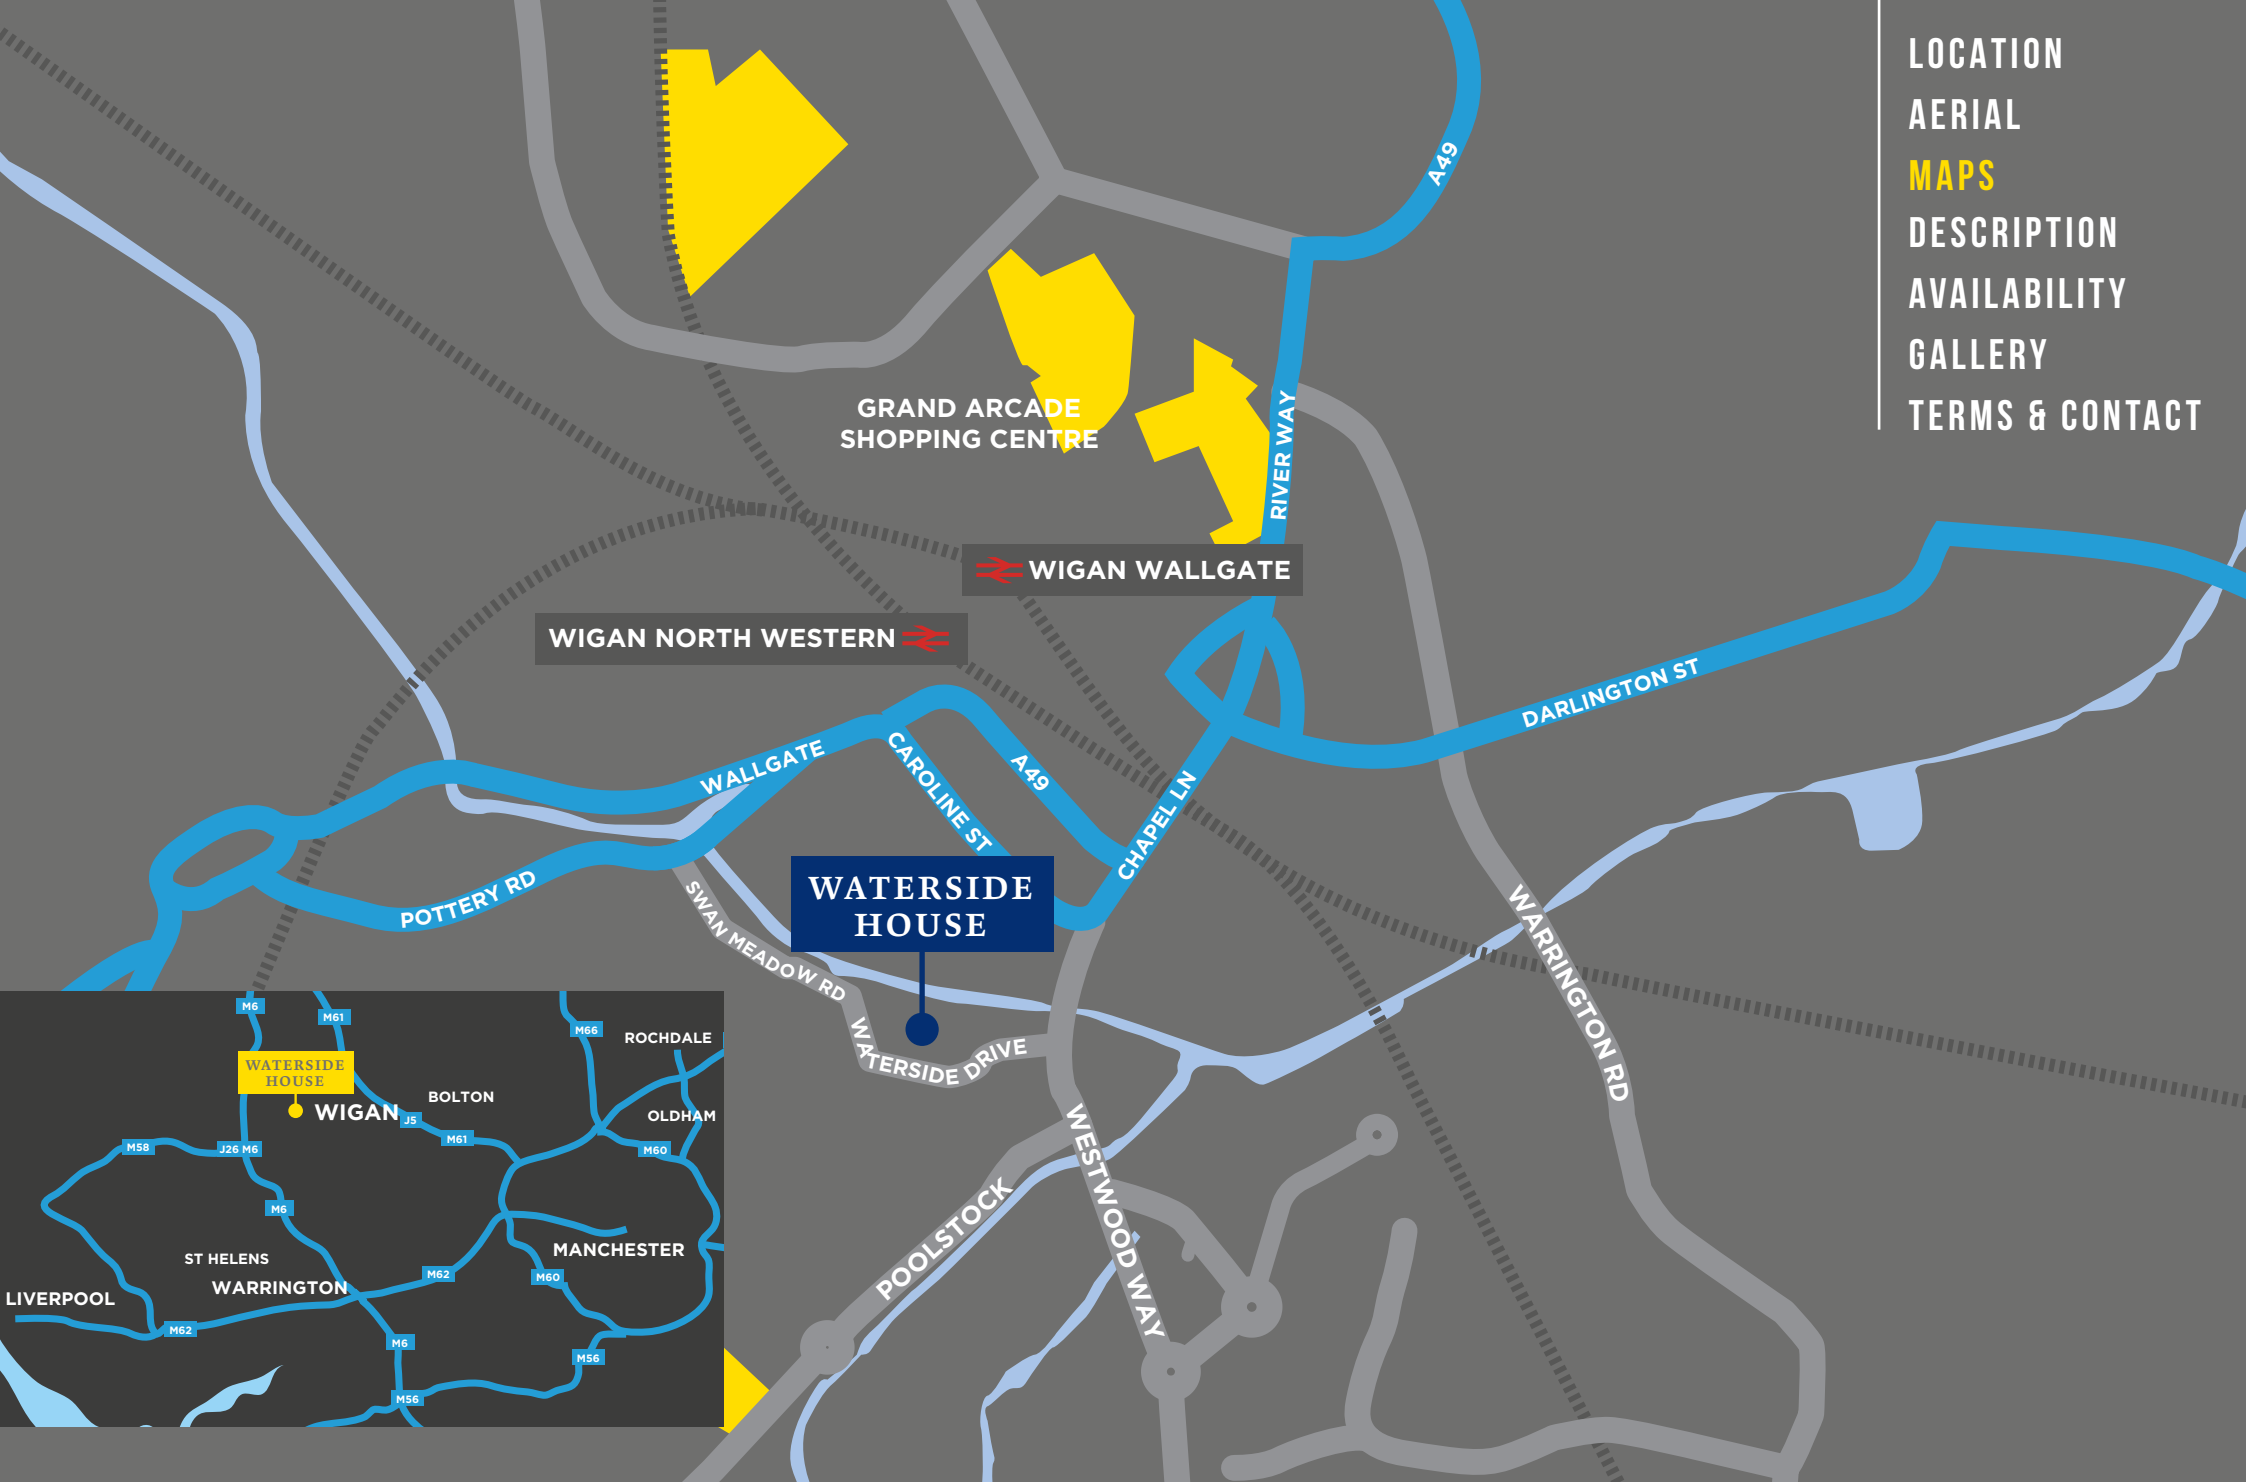 LOCATION
AERIAL
MAPS
DESCRIPTION
AVAILABILITY
GALLERY
TERMS & CONTACT
A49
GRAND ARCADE
SHOPPING CENTRE
RIVER WAY
WIGAN WALLGATE
WIGAN NORTH WESTERN
DARLINGTON ST
WALLGATE
CAROLINE ST
A49
CHAPEL LN
POTTERY RD
WATERSIDE
HOUSE
SWAN MEADOW RD
WATERSIDE DRIVE
WARRINGTON RD
WESTWOOD WAY
POOLSTOCK
M6
M61
M66
ROCHDALE
WATERSIDE
HOUSE
WIGAN
BOLTON
J5
M61
OLDHAM
M58
J26 M6
M60
M6
ST HELENS
MANCHESTER
WARRINGTON
M62
M60
LIVERPOOL
M62
M6
M56
M56